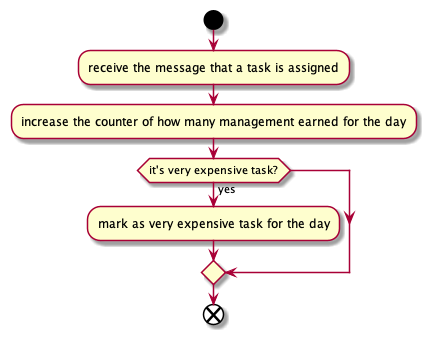 receive the message that a task is assigned
increase the counter of how many management earned for the day
it's very expensive task?
yes
mark as very expensive task for the day